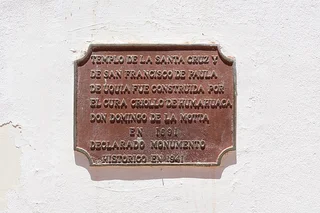 TEMPLO DE LA SANTA CRUZ Y
DE SAN FRANCISCO DE PAULA
DE UQUIA FUE CONSTRUIDA POR
EL CURA CRIOLLO DE HUMAHUACA
DON DOMINGO DE LA MOTTA
EN 1691
DECLARADO MONUMENTO
HISTORICO EN 1941